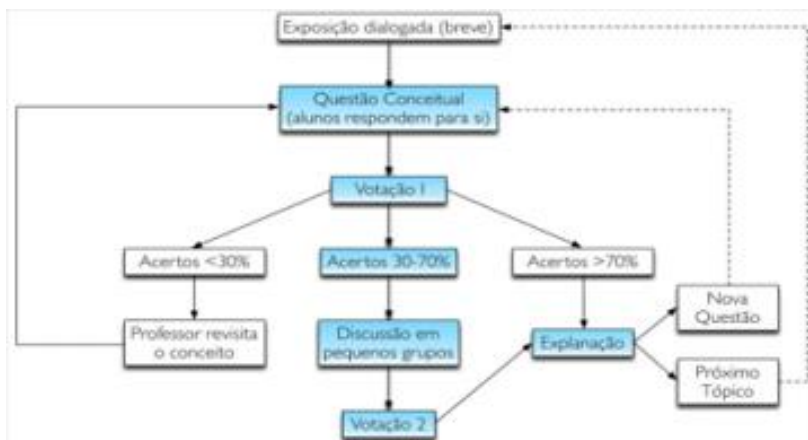 Exposição dialogada (breve)
Questão Conceitual
(alunos respondem para si)
Votação 1
Acertos <30%
Acertos 30-70%
Acertos >70%
Professor revisita
o conceito
Discussão em
pequenos grupos
Explanação
Nova
Questão
Próximo
Tópico
Votação 2